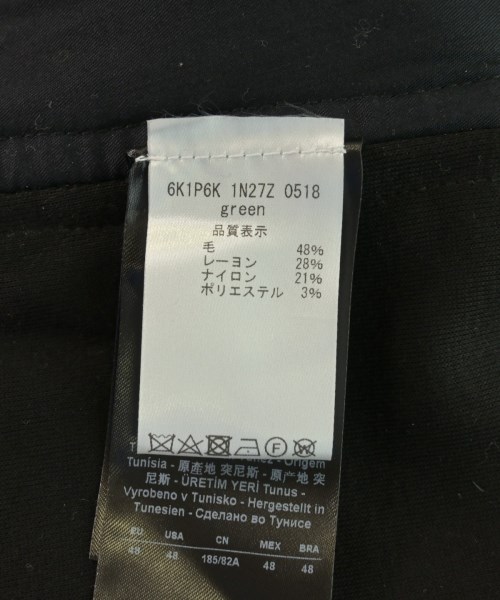 6K1P6K 1N27Z 0518
green
品質表示
毛 48%
レーヨン 28%
ナイロン 21%
ポリエステル 3%
Origem
Tunisia - 原產地 突尼斯 - 原产地 突
尼斯 - ÜRETİM YERİ Tunus -
Vyrobeno v Tunisko - Hergestellt in
Tunesien - Сделано во Тунисе
EU USA CN MEX BRA
48 48 185/82A 48 48